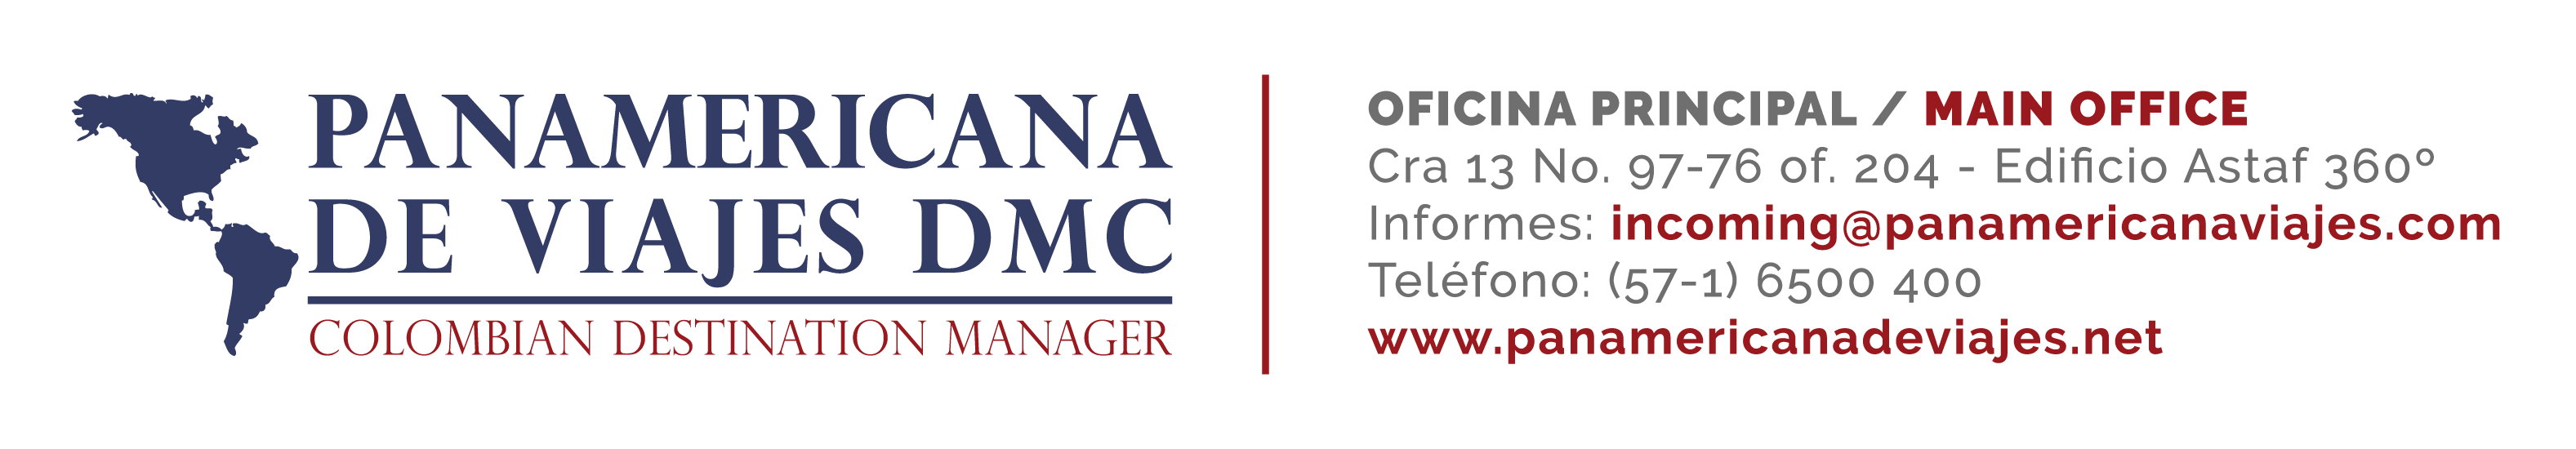 PANAMERICANA
DE VIAJES DMC
COLOMBIAN DESTINATION MANAGER
OFICINA PRINCIPAL / MAIN OFFICE
Cra 13 No. 97-76 of. 204 - Edificio Astaf 360º
Informes: incoming@panamericanaviajes.com
Teléfono: (57-1) 6500 400
www.panamericanadeviajes.net